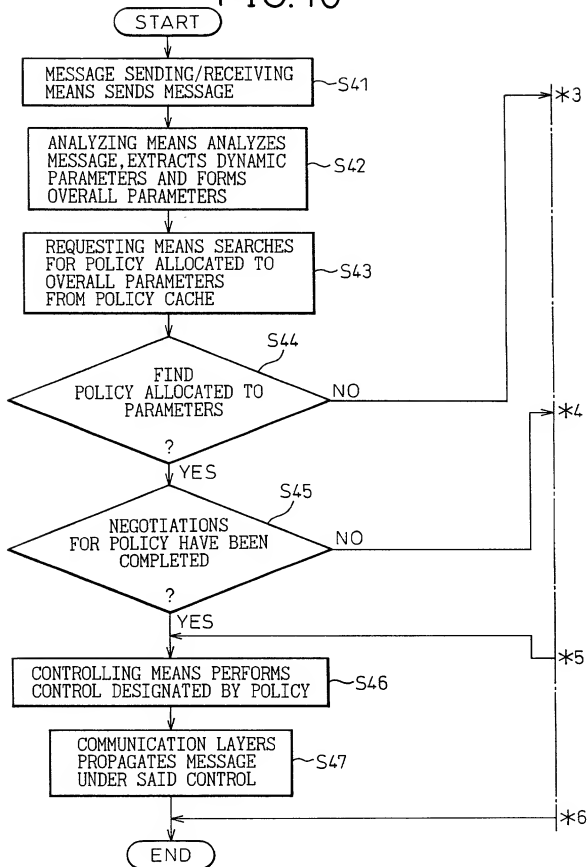 START
MESSAGE SENDING/RECEIVING
MEANS SENDS MESSAGE
S41
*3
ANALYZING MEANS ANALYZES
MESSAGE, EXTRACTS DYNAMIC
PARAMETERS AND FORMS
OVERALL PARAMETERS
S42
REQUESTING MEANS SEARCHES
FOR POLICY ALLOCATED TO
OVERALL PARAMETERS
FROM POLICY CACHE
S43
S44
FIND
POLICY ALLOCATED TO
PARAMETERS
?
NO
*4
YES
S45
NEGOTIATIONS
FOR POLICY HAVE BEEN
COMPLETED
?
NO
YES
*5
CONTROLLING MEANS PERFORMS
CONTROL DESIGNATED BY POLICY
S46
COMMUNICATION LAYERS
PROPAGATES MESSAGE
UNDER SAID CONTROL
S47
*6
END